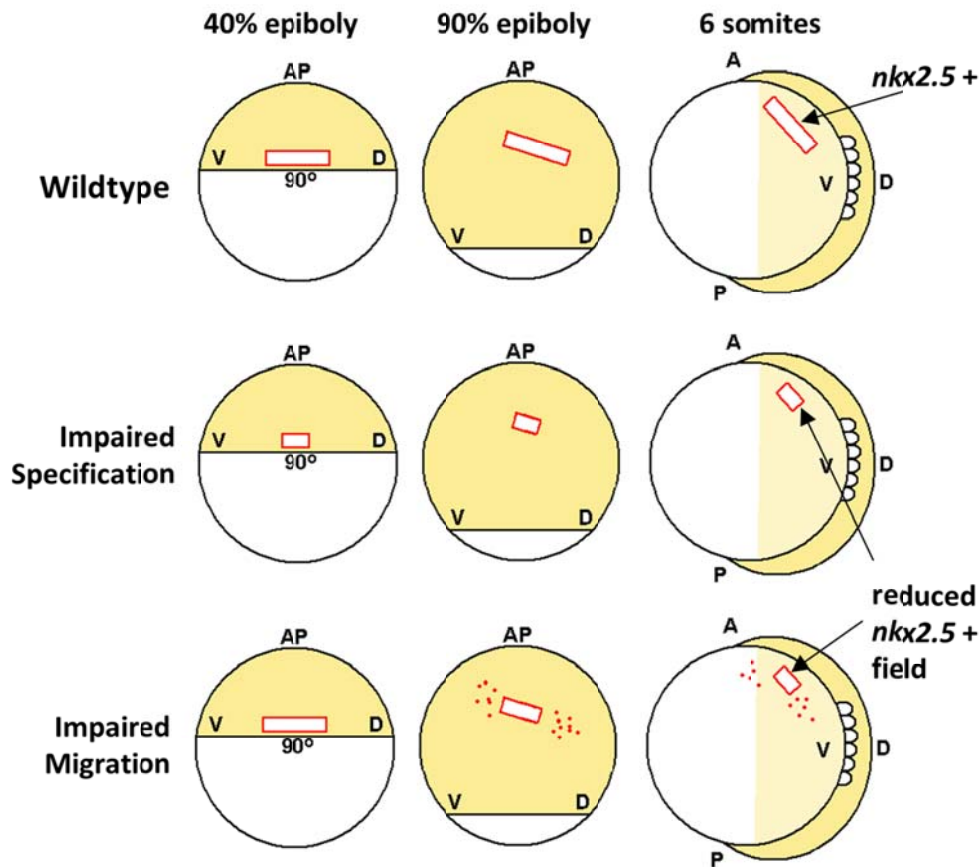 40% epiboly 90% epiboly 6 somites
AP AP A
nkx2.5 +
Wildtype
V D
90°
V D
V D
P
AP AP A
Impaired
Specification
V D
90°
V D
V D
P
reduced
nkx2.5 +
field
AP AP A
Impaired
Migration
V D
90°
V D
V D
P